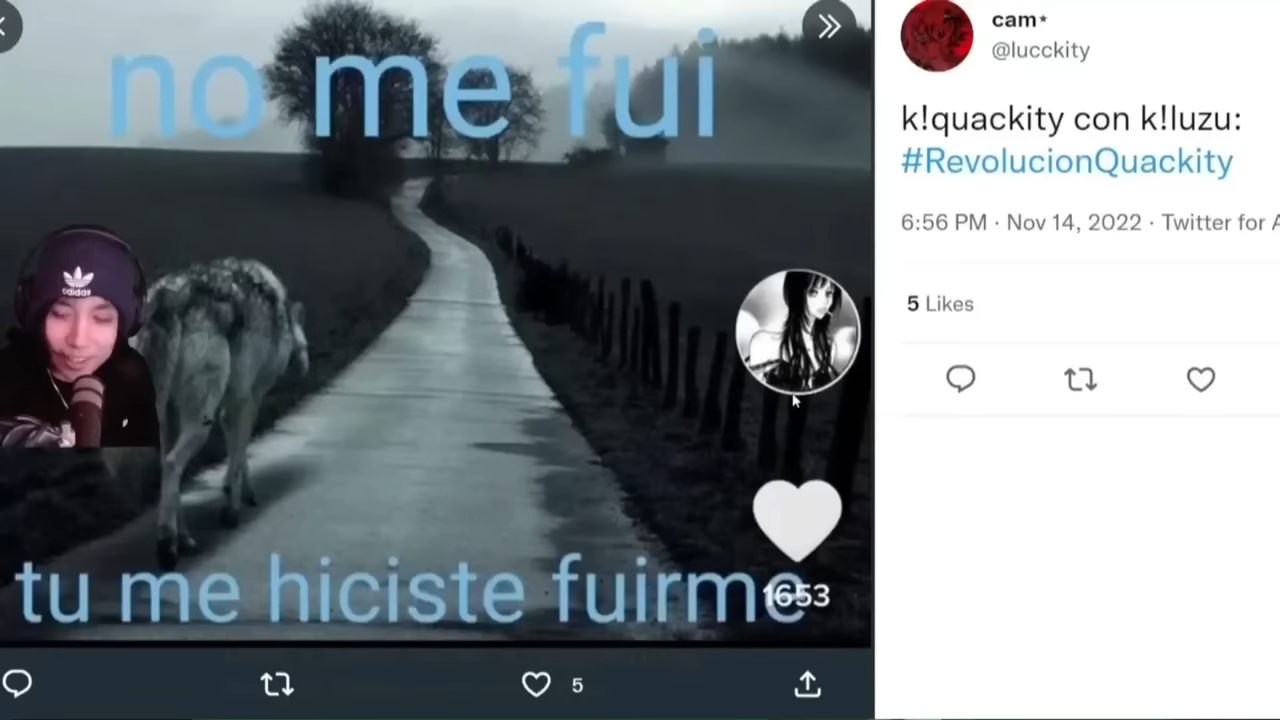 no me fui
adidas
tu me hiciste fuirme
1653
5
cam*
@lucckity
k!quackity con k!luzu:
#RevolucionQuackity
6:56 PM · Nov 14, 2022 · Twitter for A
5 Likes